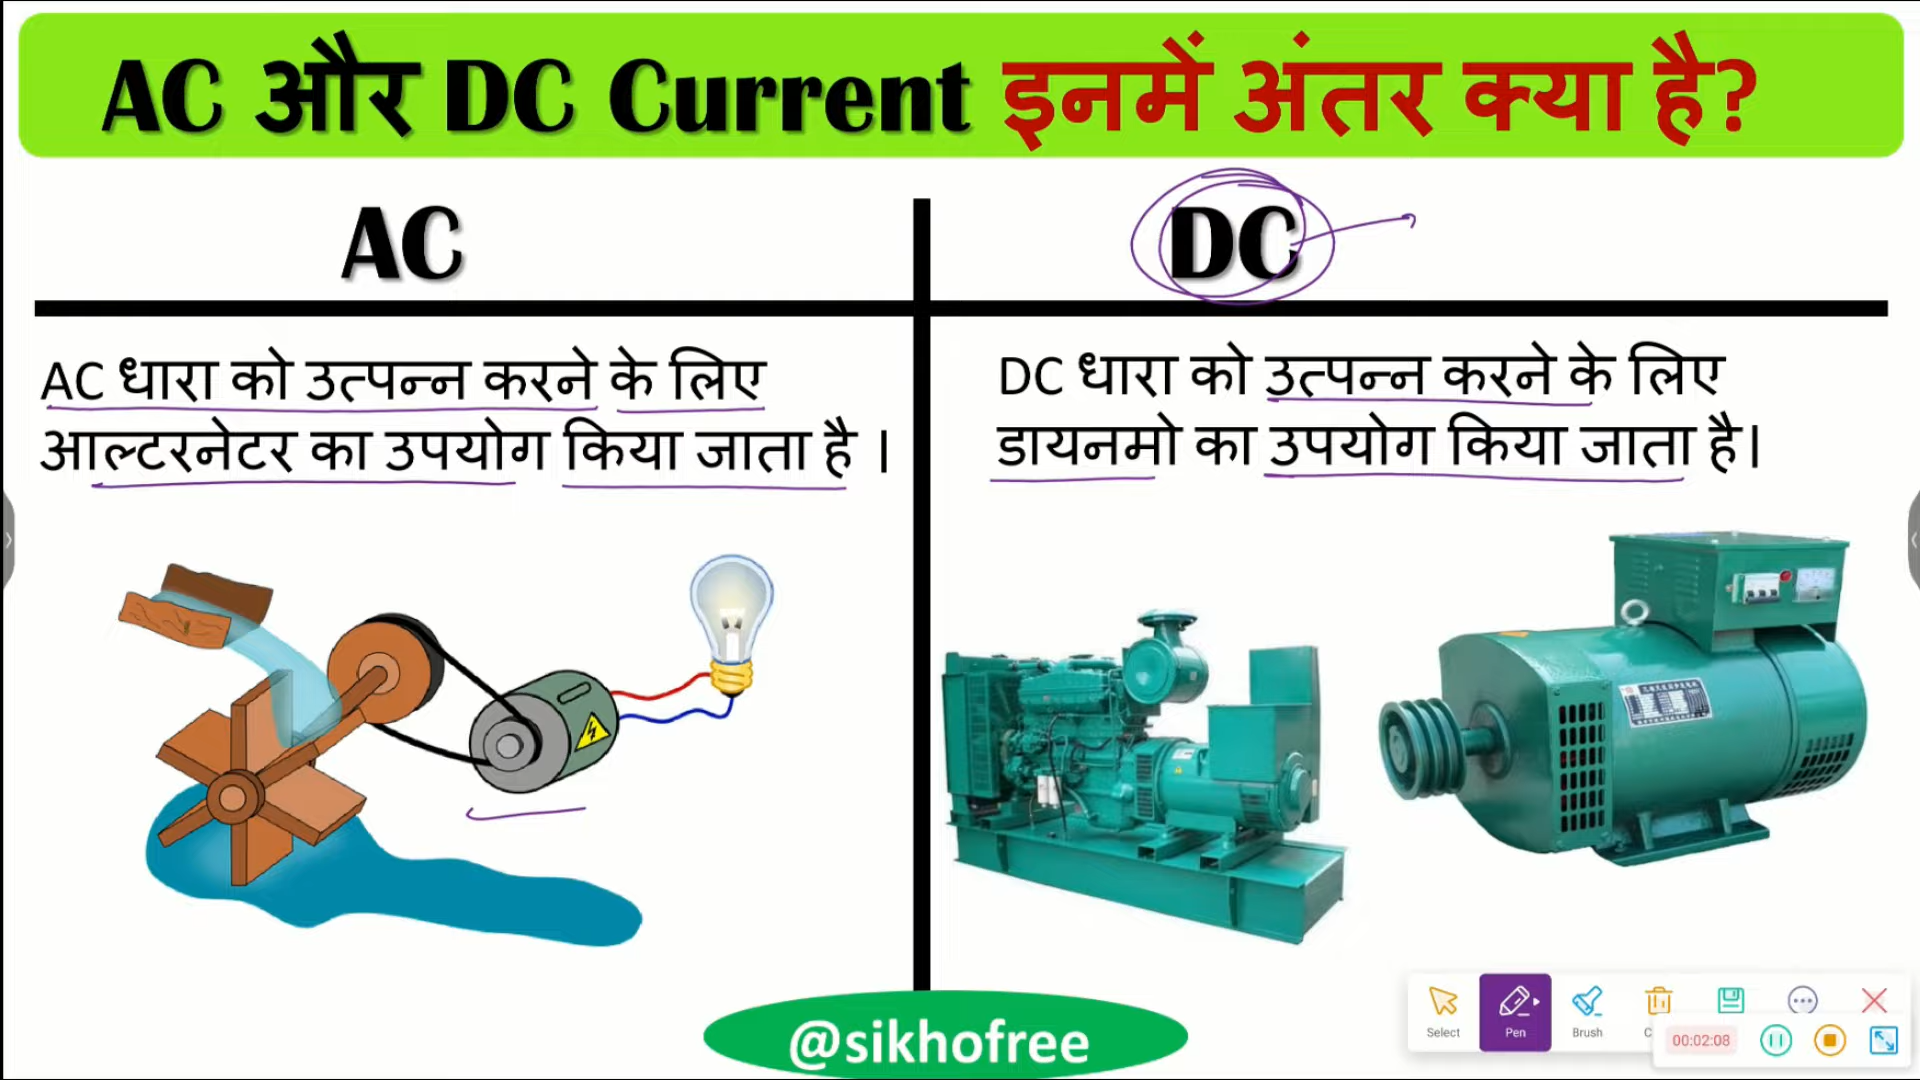 AC और DC Current इनमें अंतर क्या है?
AC
DC
AC धारा को उत्पन्न करने के लिए
आल्टरनेटर का उपयोग किया जाता है ।
DC धारा को उत्पन्न करने के लिए
डायनमो का उपयोग किया जाता है।
@sikhofree
Select
Pen
Brush
00:02:08